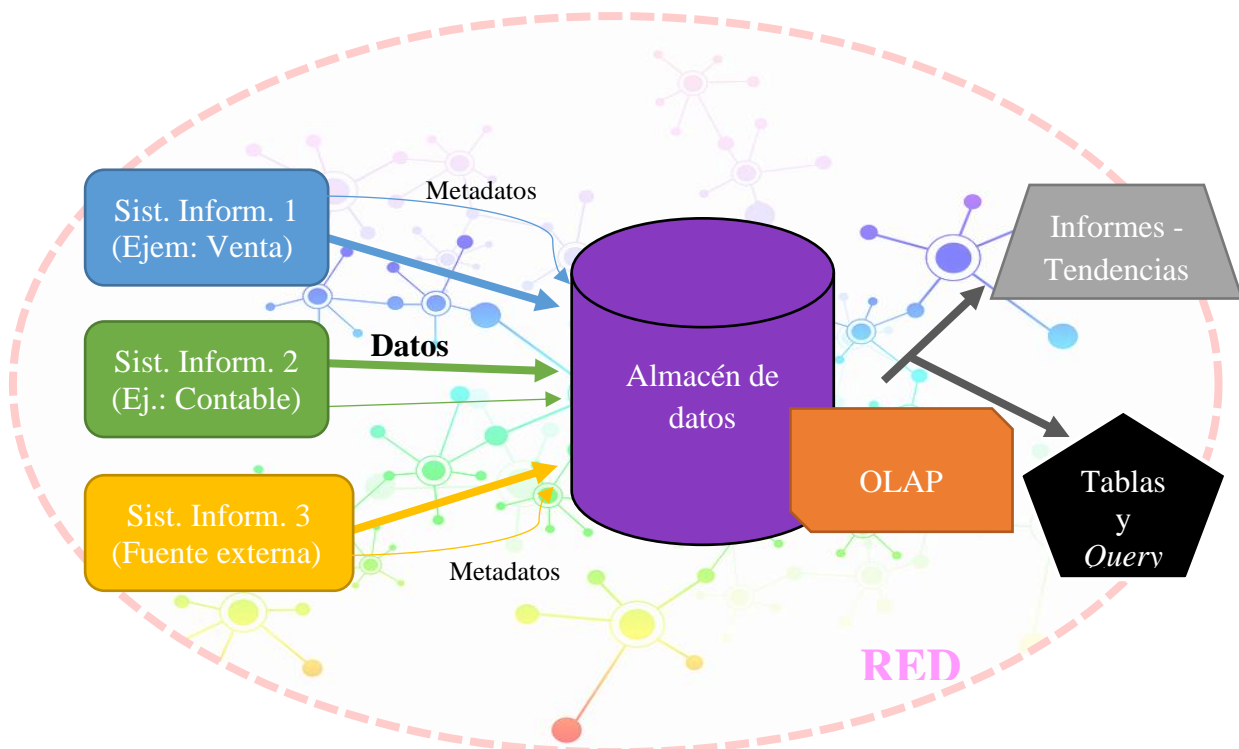 Sist. Inform. 1
(Ejem: Venta)
Metadatos
Sist. Inform. 2
(Ej.: Contable)
Datos
Sist. Inform. 3
(Fuente externa)
Metadatos
Almacén de
datos
OLAP
Informes -
Tendencias
Tablas
y
Query
RED